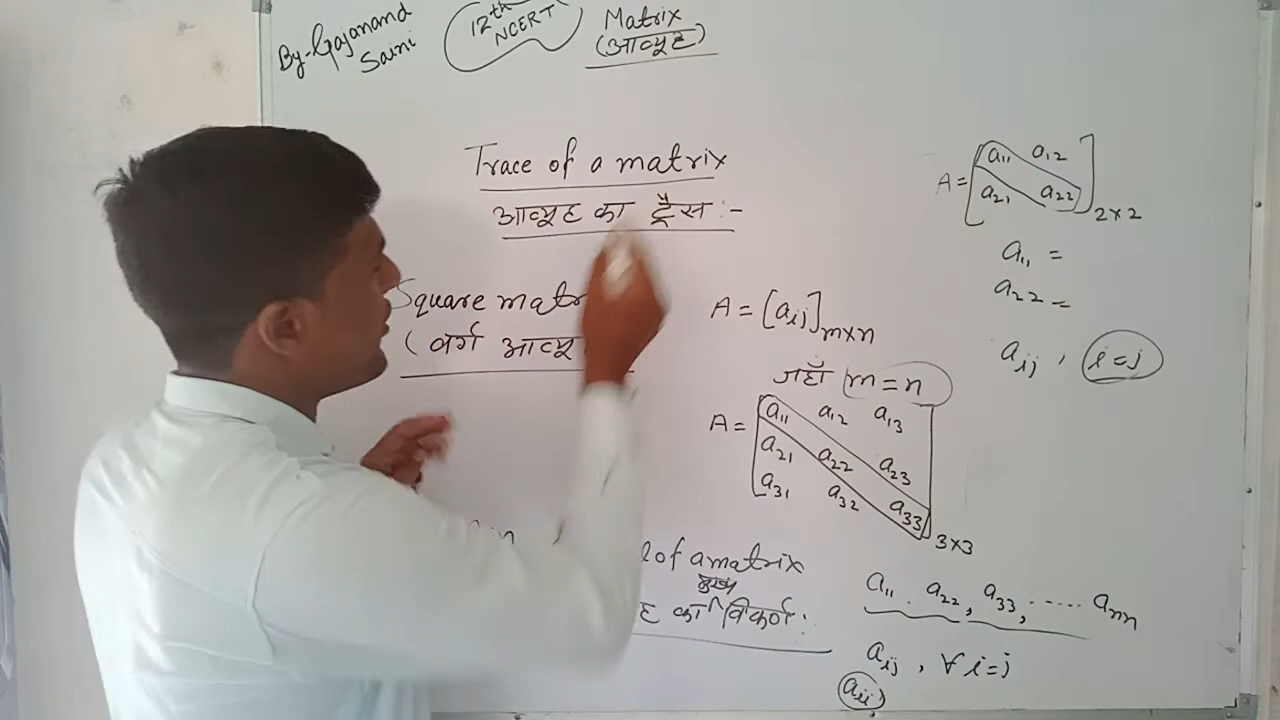 By-Gajanand
Saini
12th
NCERT
Matrix
(आव्यूह)
Trace of a matrix
आव्यूह का ट्रैस :-
Square
(वर्ग
A = [aij]m×n
जहाँ m = n
A = [a11 a12 a13
a21 a22 a23
a31 a32 a33]3×3
of a matrix
मुख्य
का ^ विकर्ण :
A = [a11 a12
a21 a22]2×2
a11 =
a22 =
aij , i=j
a11 . a22, a33, ..... ann
aij , ∀ i=j
aii